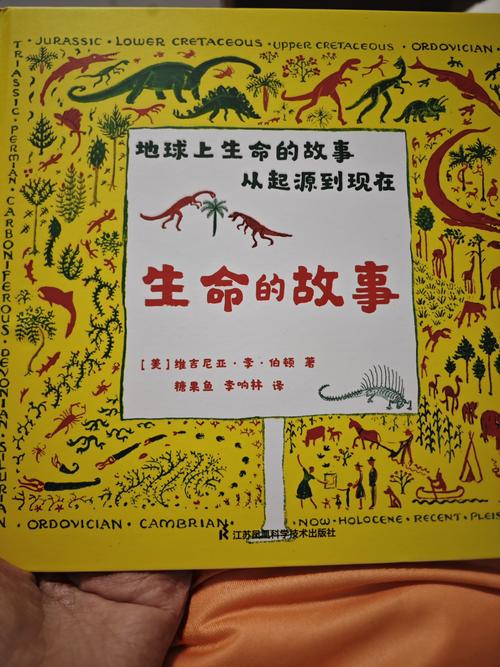 JURASSIC · LOWER CRETACEOUS · UPPER CRETACEOUS · ORDOVICIAN
TRIASSIC · PERMIAN · CARBONIFEROUS · DEVONIAN · SILURIAN
地球上生命的故事
从起源到现在
生命的故事
[美]维吉尼亚·李·伯顿 著
糖果鱼 李响林 译
· ORDOVICIAN · CAMBRIAN ·
· NOW · HOLOCENE · RECENT · PLEIS
江苏凤凰科学技术出版社